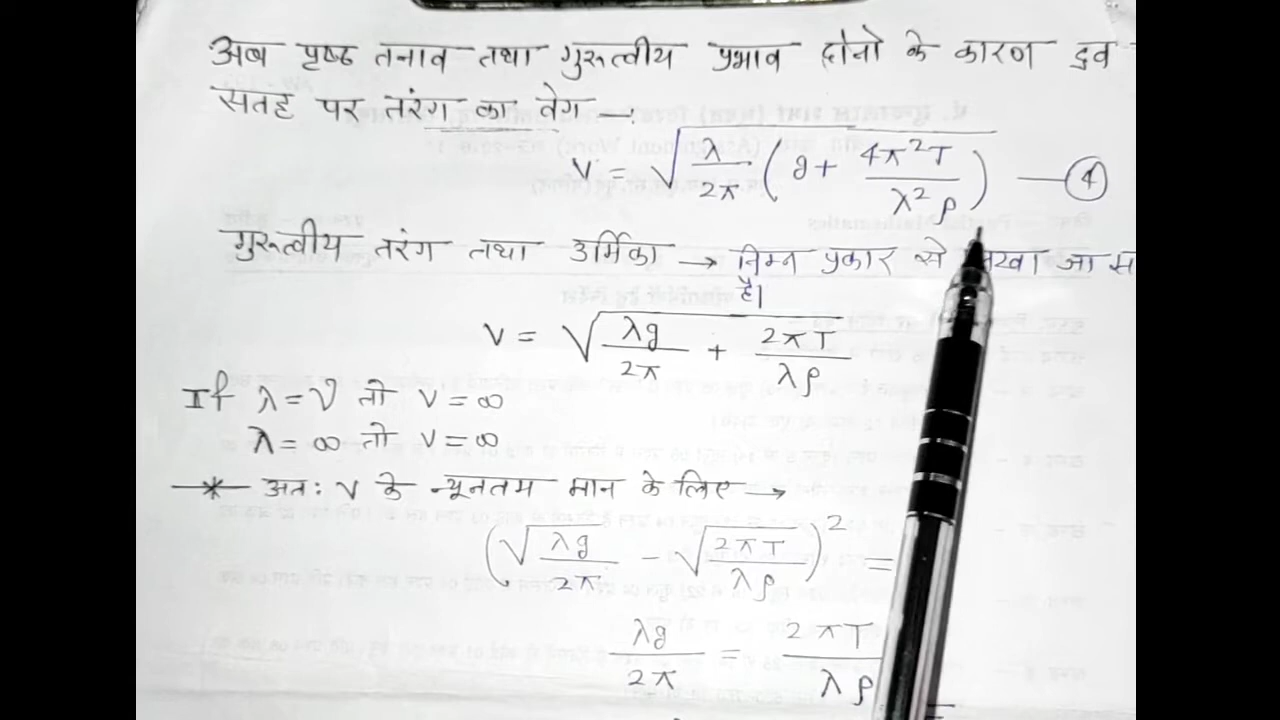 अब पृष्ठ तनाव तथा गुरूत्वीय प्रभाव दोनो के कारण द्रव
सतह पर तरंग का वेग :
V = √(λ/2π (g + 4π²T/λ²ρ)) — ④
गुरूत्वीय तरंग तथा उर्मिका → निम्न प्रकार से जा
है।
V = √(λg/2π + 2πT/λρ)
If λ = तो V = ∞
λ = ∞ तो V = ∞
* अतः V के न्यूनतम मान के लिए →
(√(λg/2π) − √(2πT/λρ))² =
λg/2π = 2πT/λρ